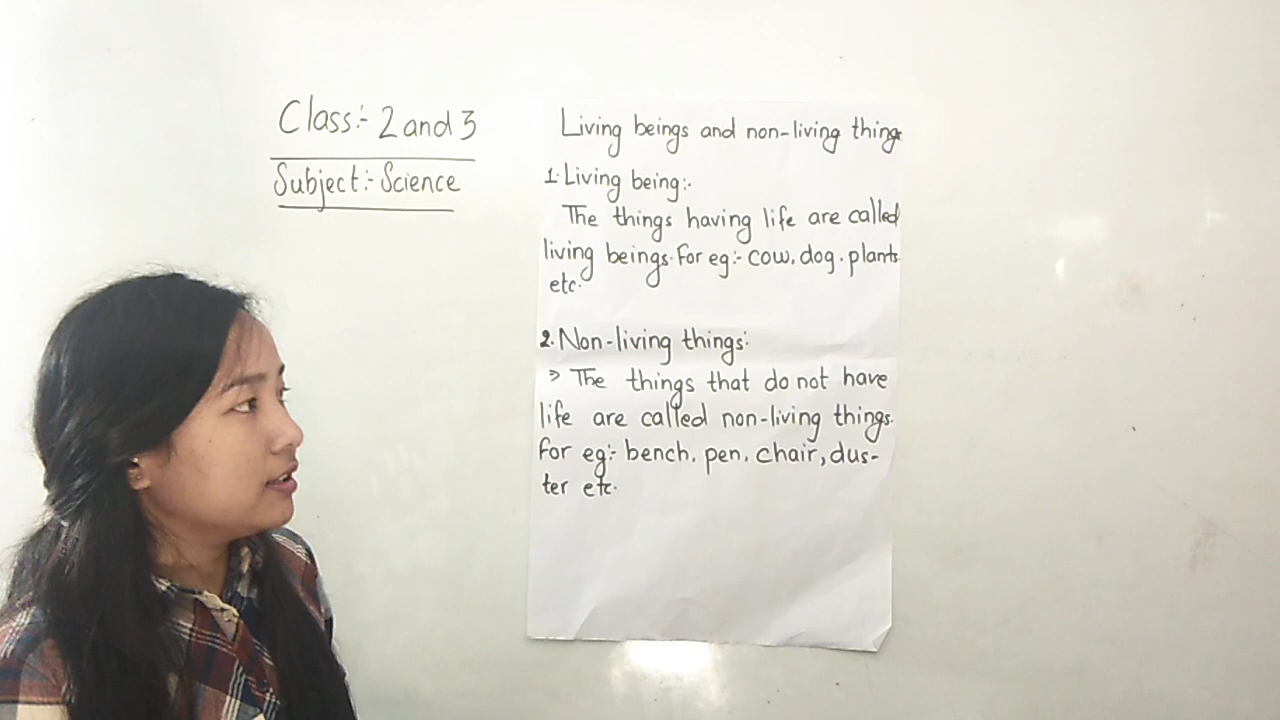 Class:- 2 and 3
Subject:- Science
Living beings and non-living things
1. Living being:-
The things having life are called
living beings. For eg:- cow, dog, plants
etc.
2. Non-living things:
> The things that do not have
life are called non-living things.
For eg:- bench, pen, chair, dus-
ter etc.